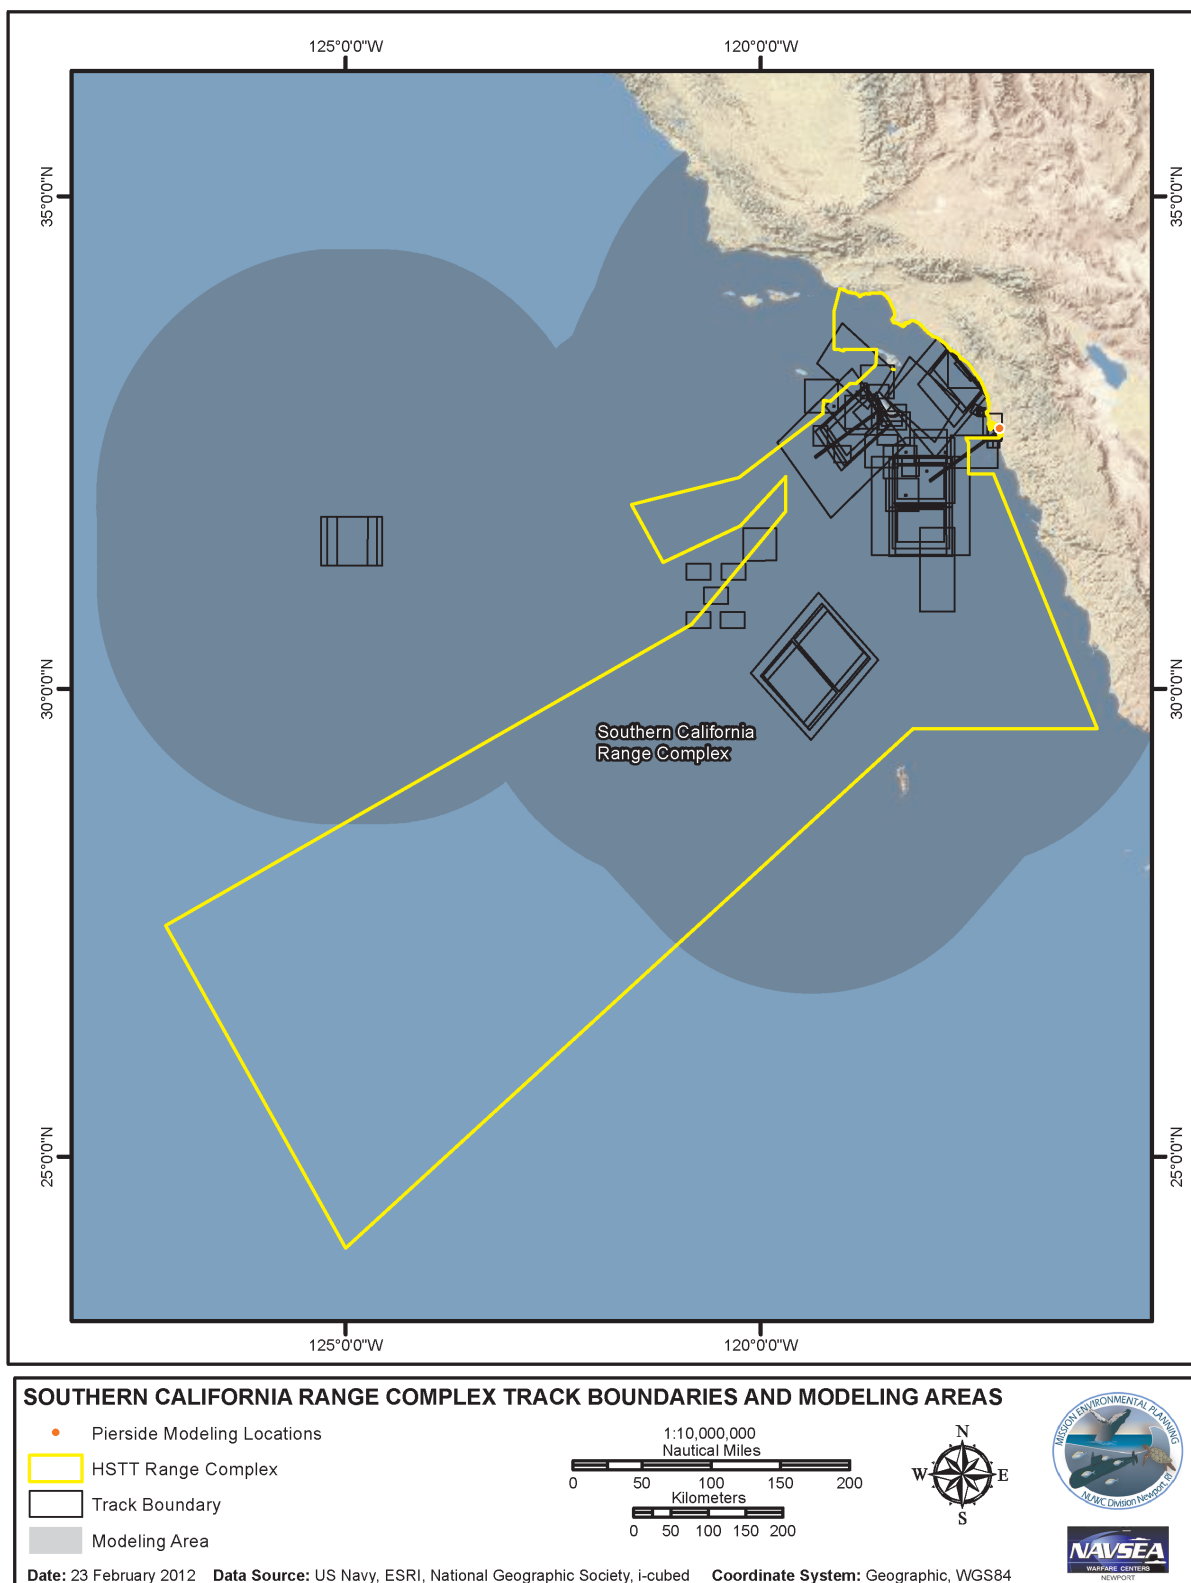 125°0'0"W
120°0'0"W
35°0'0"N
35°0'0"N
30°0'0"N
30°0'0"N
Southern California
Range Complex
25°0'0"N
25°0'0"N
125°0'0"W
120°0'0"W
SOUTHERN CALIFORNIA RANGE COMPLEX TRACK BOUNDARIES AND MODELING AREAS
Pierside Modeling Locations
HSTT Range Complex
Track Boundary
Modeling Area
1:10,000,000
Nautical Miles
0 50 100 150 200
Kilometers
0 50 100 150 200
N
W E
S
MISSION ENVIRONMENTAL PLANNING
NUWC Division Newport, RI
NAVSEA
WARFARE CENTERS
NEWPORT
Date: 23 February 2012 Data Source: US Navy, ESRI, National Geographic Society, i-cubed Coordinate System: Geographic, WGS84